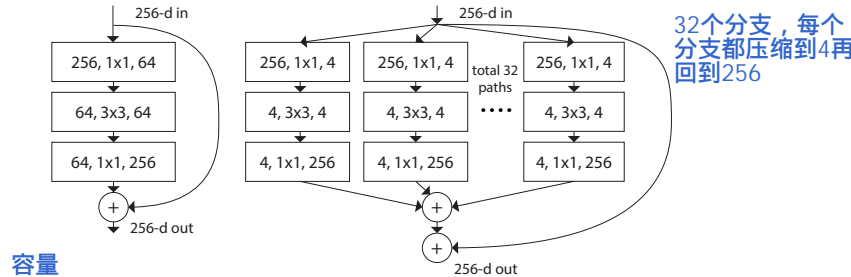 256-d in
256, 1x1, 64
64, 3x3, 64
64, 1x1, 256
+
256-d out
256-d in
256, 1x1, 4
256, 1x1, 4
total 32
paths
....
256, 1x1, 4
4, 3x3, 4
4, 3x3, 4
4, 3x3, 4
4, 1x1, 256
4, 1x1, 256
4, 1x1, 256
+
+
256-d out
32个分支，每个
分支都压缩到4再
回到256
容量